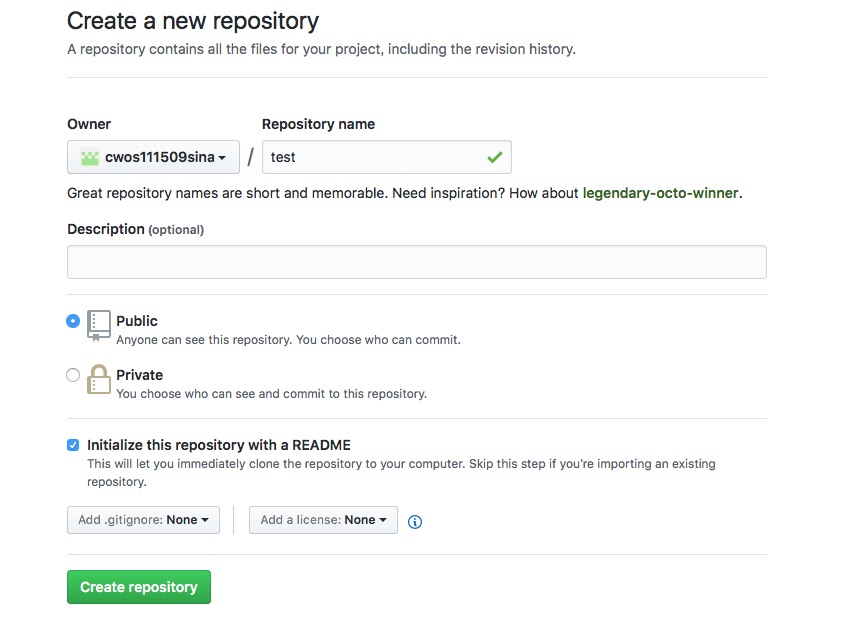 Create a new repository
A repository contains all the files for your project, including the revision history.
Owner
Repository name
cwos111509sina
/
test
Great repository names are short and memorable. Need inspiration? How about legendary-octo-winner.
Description (optional)
Public
Anyone can see this repository. You choose who can commit.
Private
You choose who can see and commit to this repository.
Initialize this repository with a README
This will let you immediately clone the repository to your computer. Skip this step if you're importing an existing
repository.
Add .gitignore: None
Add a license: None
Create repository